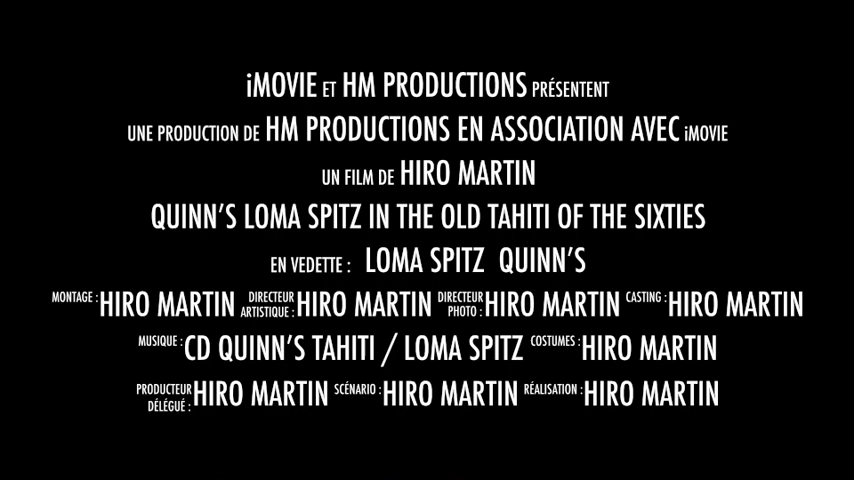 iMOVIE ET HM PRODUCTIONS PRÉSENTENT
UNE PRODUCTION DE HM PRODUCTIONS EN ASSOCIATION AVEC iMOVIE
UN FILM DE HIRO MARTIN
QUINN'S LOMA SPITZ IN THE OLD TAHITI OF THE SIXTIES
EN VEDETTE : LOMA SPITZ QUINN'S
MONTAGE : HIRO MARTIN DIRECTEUR ARTISTIQUE : HIRO MARTIN DIRECTEUR PHOTO : HIRO MARTIN CASTING : HIRO MARTIN
MUSIQUE : CD QUINN'S TAHITI / LOMA SPITZ COSTUMES : HIRO MARTIN
PRODUCTEUR DÉLÉGUÉ : HIRO MARTIN SCÉNARIO : HIRO MARTIN RÉALISATION : HIRO MARTIN